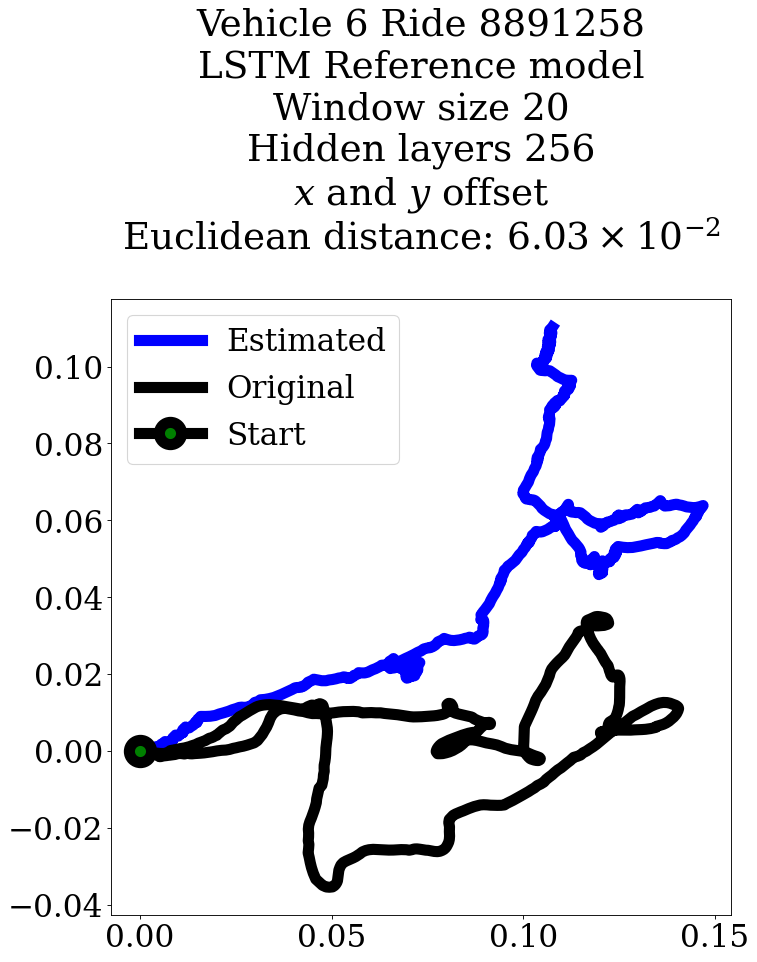 Vehicle 6 Ride 8891258
LSTM Reference model
Window size 20
Hidden layers 256
x and y offset
Euclidean distance: 6.03 × 10⁻²
Estimated
Original
Start
0.10
0.08
0.06
0.04
0.02
0.00
−0.02
−0.04
0.00 0.05 0.10 0.15